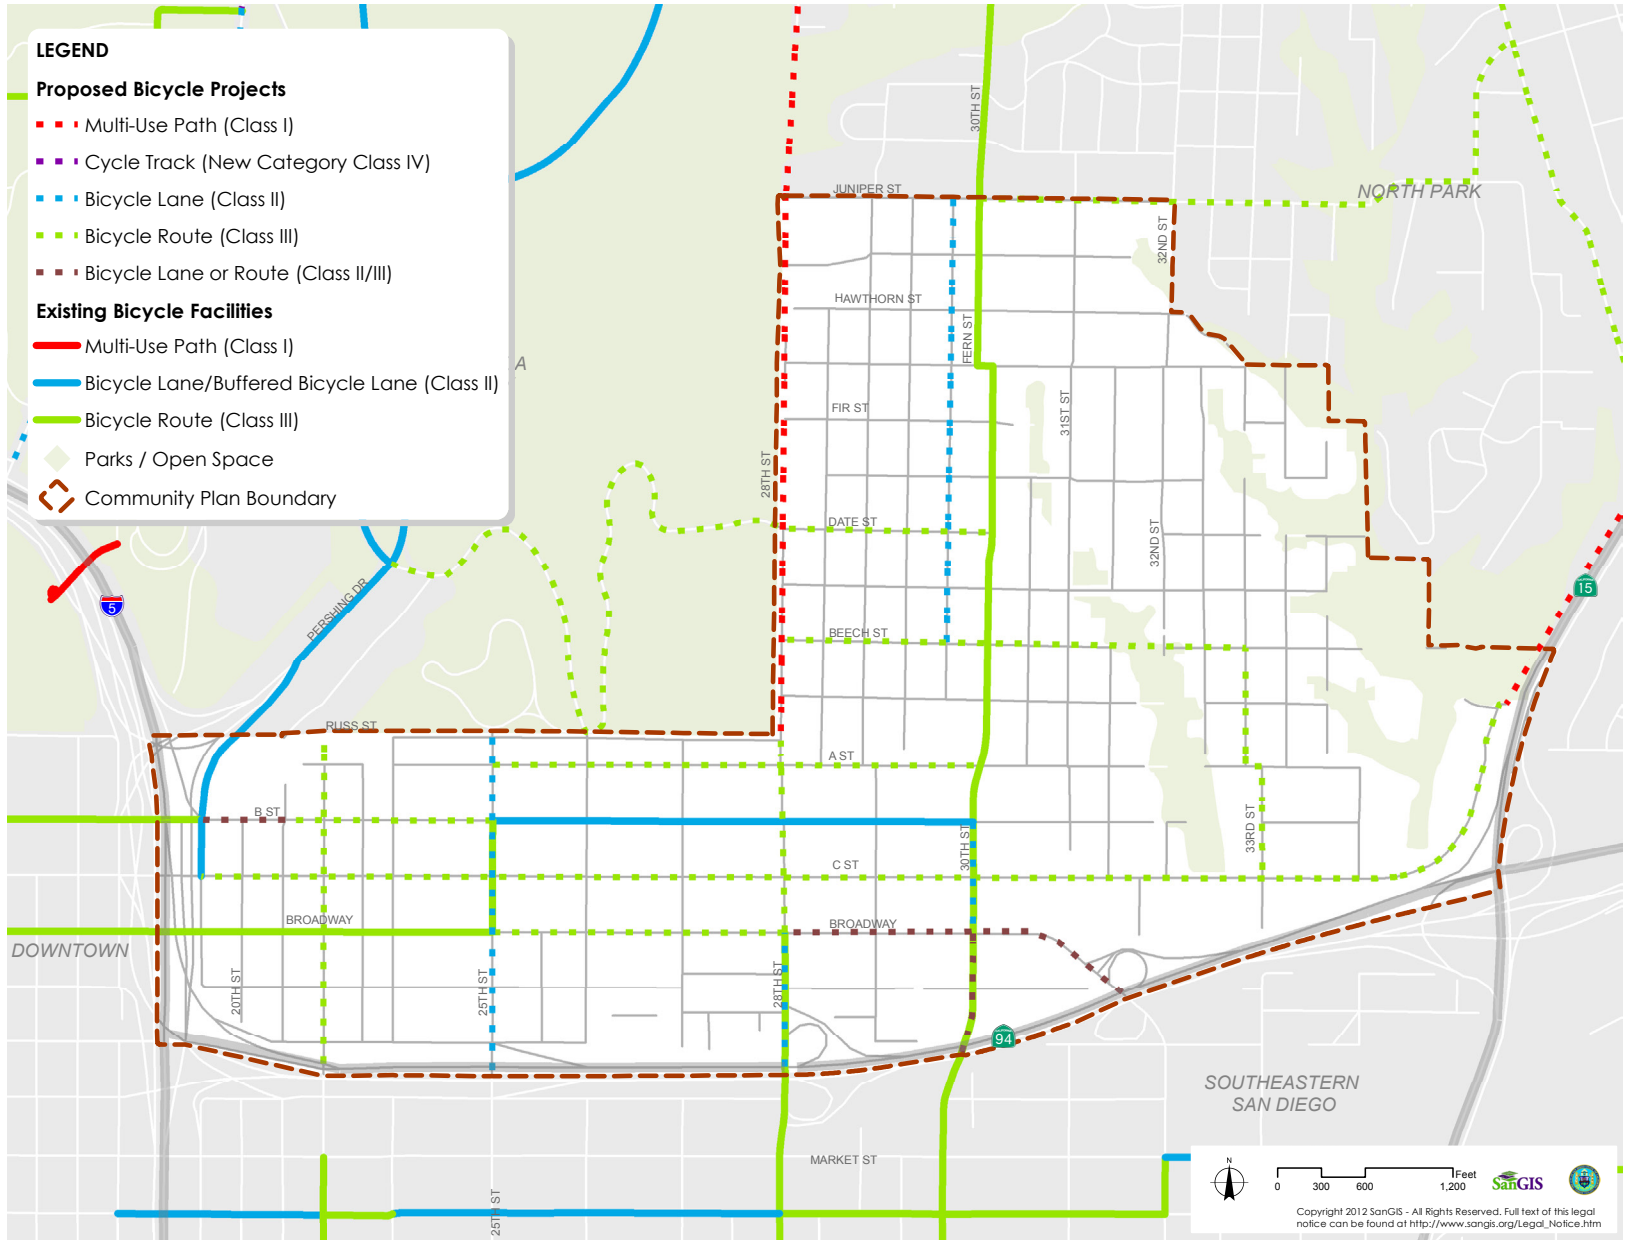 LEGEND
Proposed Bicycle Projects
Multi-Use Path (Class I)
Cycle Track (New Category Class IV)
Bicycle Lane (Class II)
Bicycle Route (Class III)
Bicycle Lane or Route (Class II/III)
Existing Bicycle Facilities
Multi-Use Path (Class I)
Bicycle Lane/Buffered Bicycle Lane (Class II)
Bicycle Route (Class III)
Parks / Open Space
Community Plan Boundary
A
30TH ST
JUNIPER ST
NORTH PARK
32ND ST
HAWTHORN ST
FERN ST
FIR ST
31ST ST
28TH ST
DATE ST
32ND ST
5
15
PERSHING DR
BEECH ST
RUSS ST
A ST
B ST
30TH ST
33RD ST
C ST
BROADWAY
BROADWAY
DOWNTOWN
20TH ST
25TH ST
28TH ST
94
SOUTHEASTERN
SAN DIEGO
MARKET ST
25TH ST
N
Feet
0 300 600 1,200
SanGIS
Copyright 2012 SanGIS - All Rights Reserved. Full text of this legal
notice can be found at http://www.sangis.org/Legal_Notice.htm